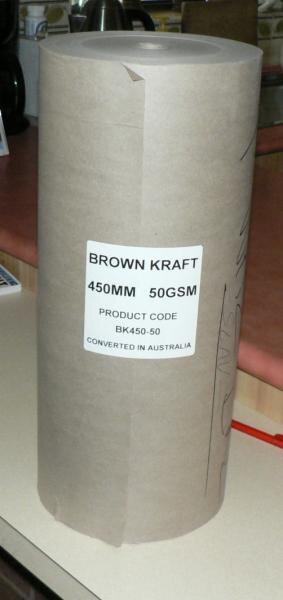 BROWN KRAFT
450MM 50GSM
PRODUCT CODE
BK450-50
CONVERTED IN AUSTRALIA